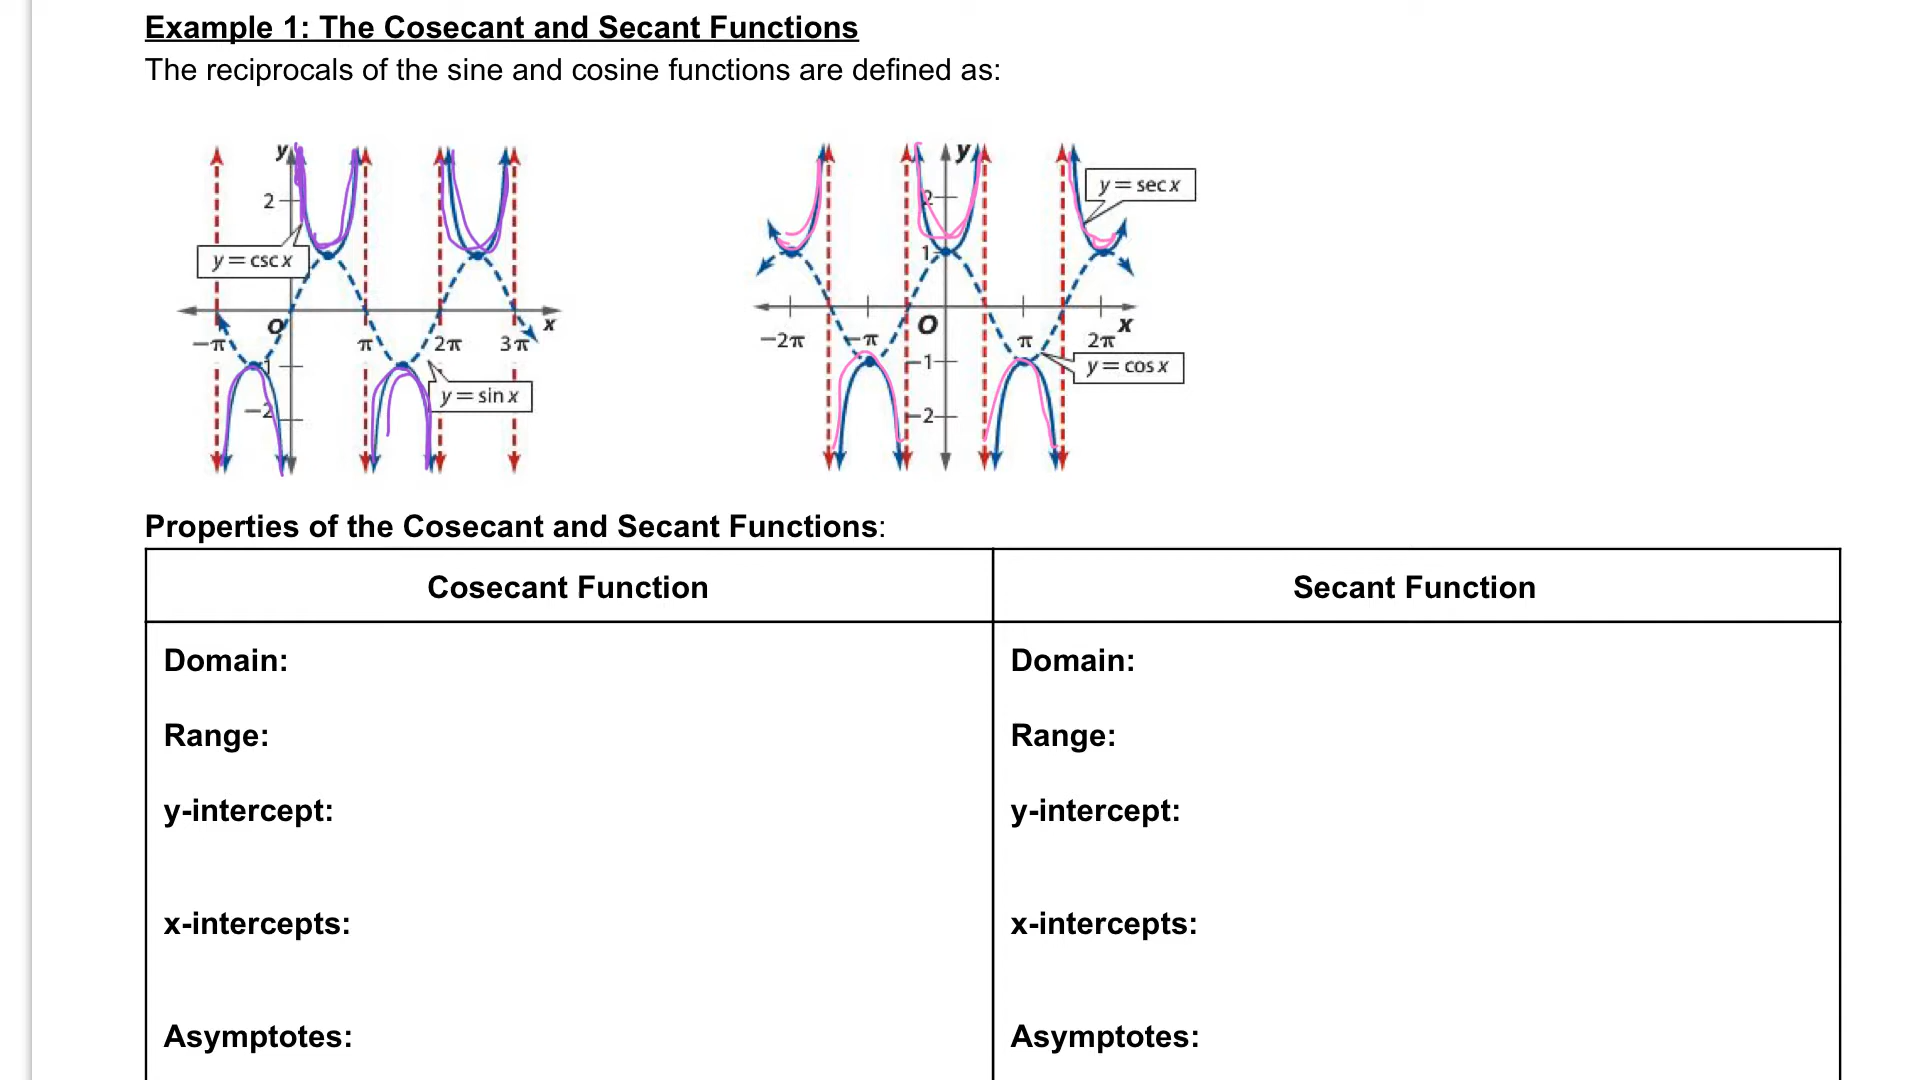 Example 1: The Cosecant and Secant Functions
The reciprocals of the sine and cosine functions are defined as:
y
2
y = csc x
O
x
−π
π
2π
3π
−1
−2
y = sin x
y
y = sec x
2
1
O
x
−2π
−π
π
2π
−1
y = cos x
−2
Properties of the Cosecant and Secant Functions:
Cosecant Function
Secant Function
Domain:
Domain:
Range:
Range:
y-intercept:
y-intercept:
x-intercepts:
x-intercepts:
Asymptotes:
Asymptotes: